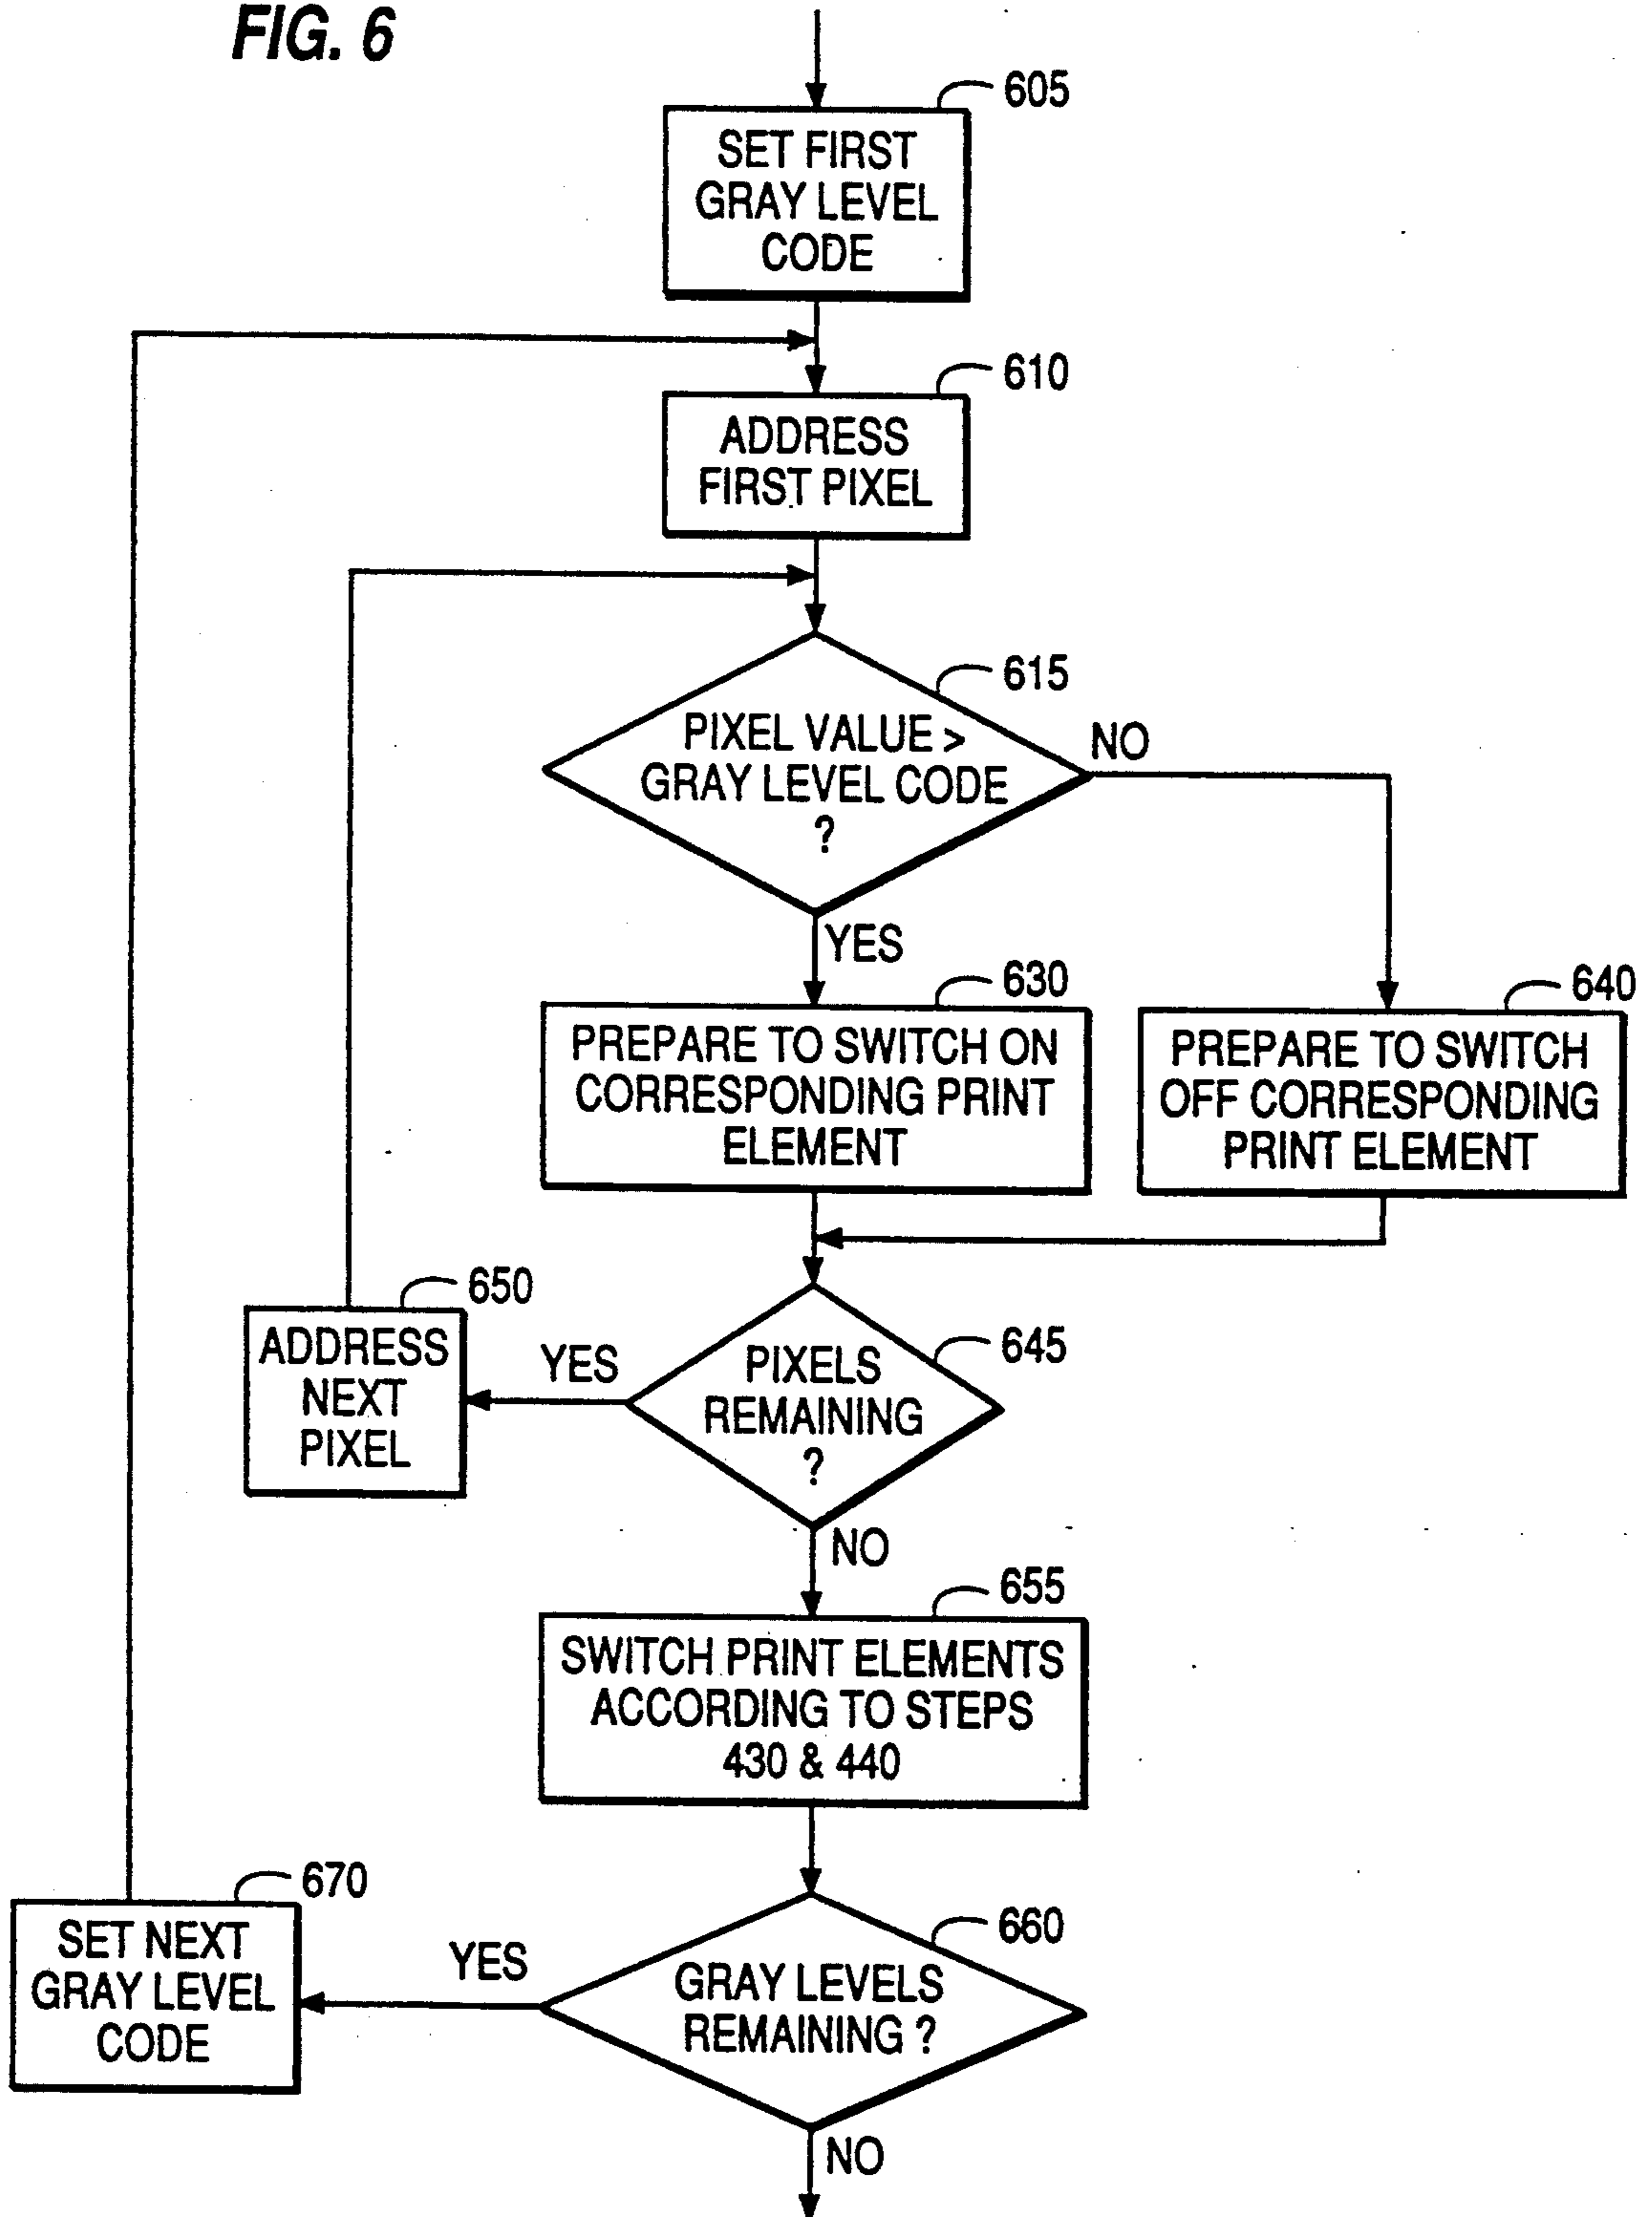 FIG. 6
605
SET FIRST
GRAY LEVEL
CODE
610
ADDRESS
FIRST PIXEL
615
PIXEL VALUE >
GRAY LEVEL CODE
?
NO
YES
630
PREPARE TO SWITCH ON
CORRESPONDING PRINT
ELEMENT
640
PREPARE TO SWITCH
OFF CORRESPONDING
PRINT ELEMENT
645
PIXELS
REMAINING
?
YES
650
ADDRESS
NEXT
PIXEL
NO
655
SWITCH PRINT ELEMENTS
ACCORDING TO STEPS
430 & 440
660
GRAY LEVELS
REMAINING ?
YES
670
SET NEXT
GRAY LEVEL
CODE
NO